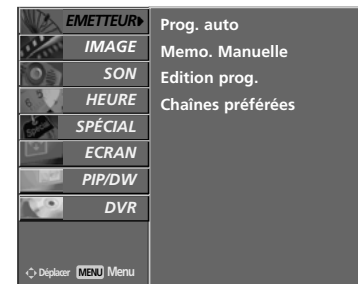 EMETTEUR
IMAGE
SON
HEURE
SPÉCIAL
ECRAN
PIP/DW
DVR
Déplacer MENU Menu
Prog. auto
Memo. Manuelle
Edition prog.
Chaînes préférées